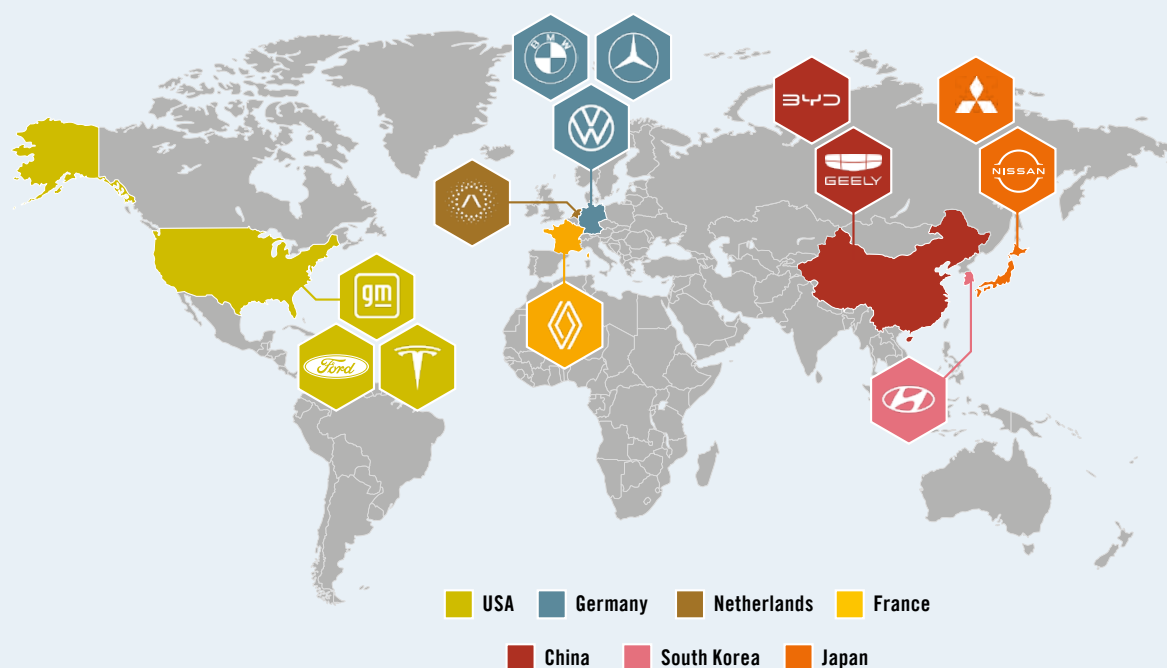 BMW
BYD
GEELY
NISSAN
gm
Ford
USA
Germany
Netherlands
France
China
South Korea
Japan